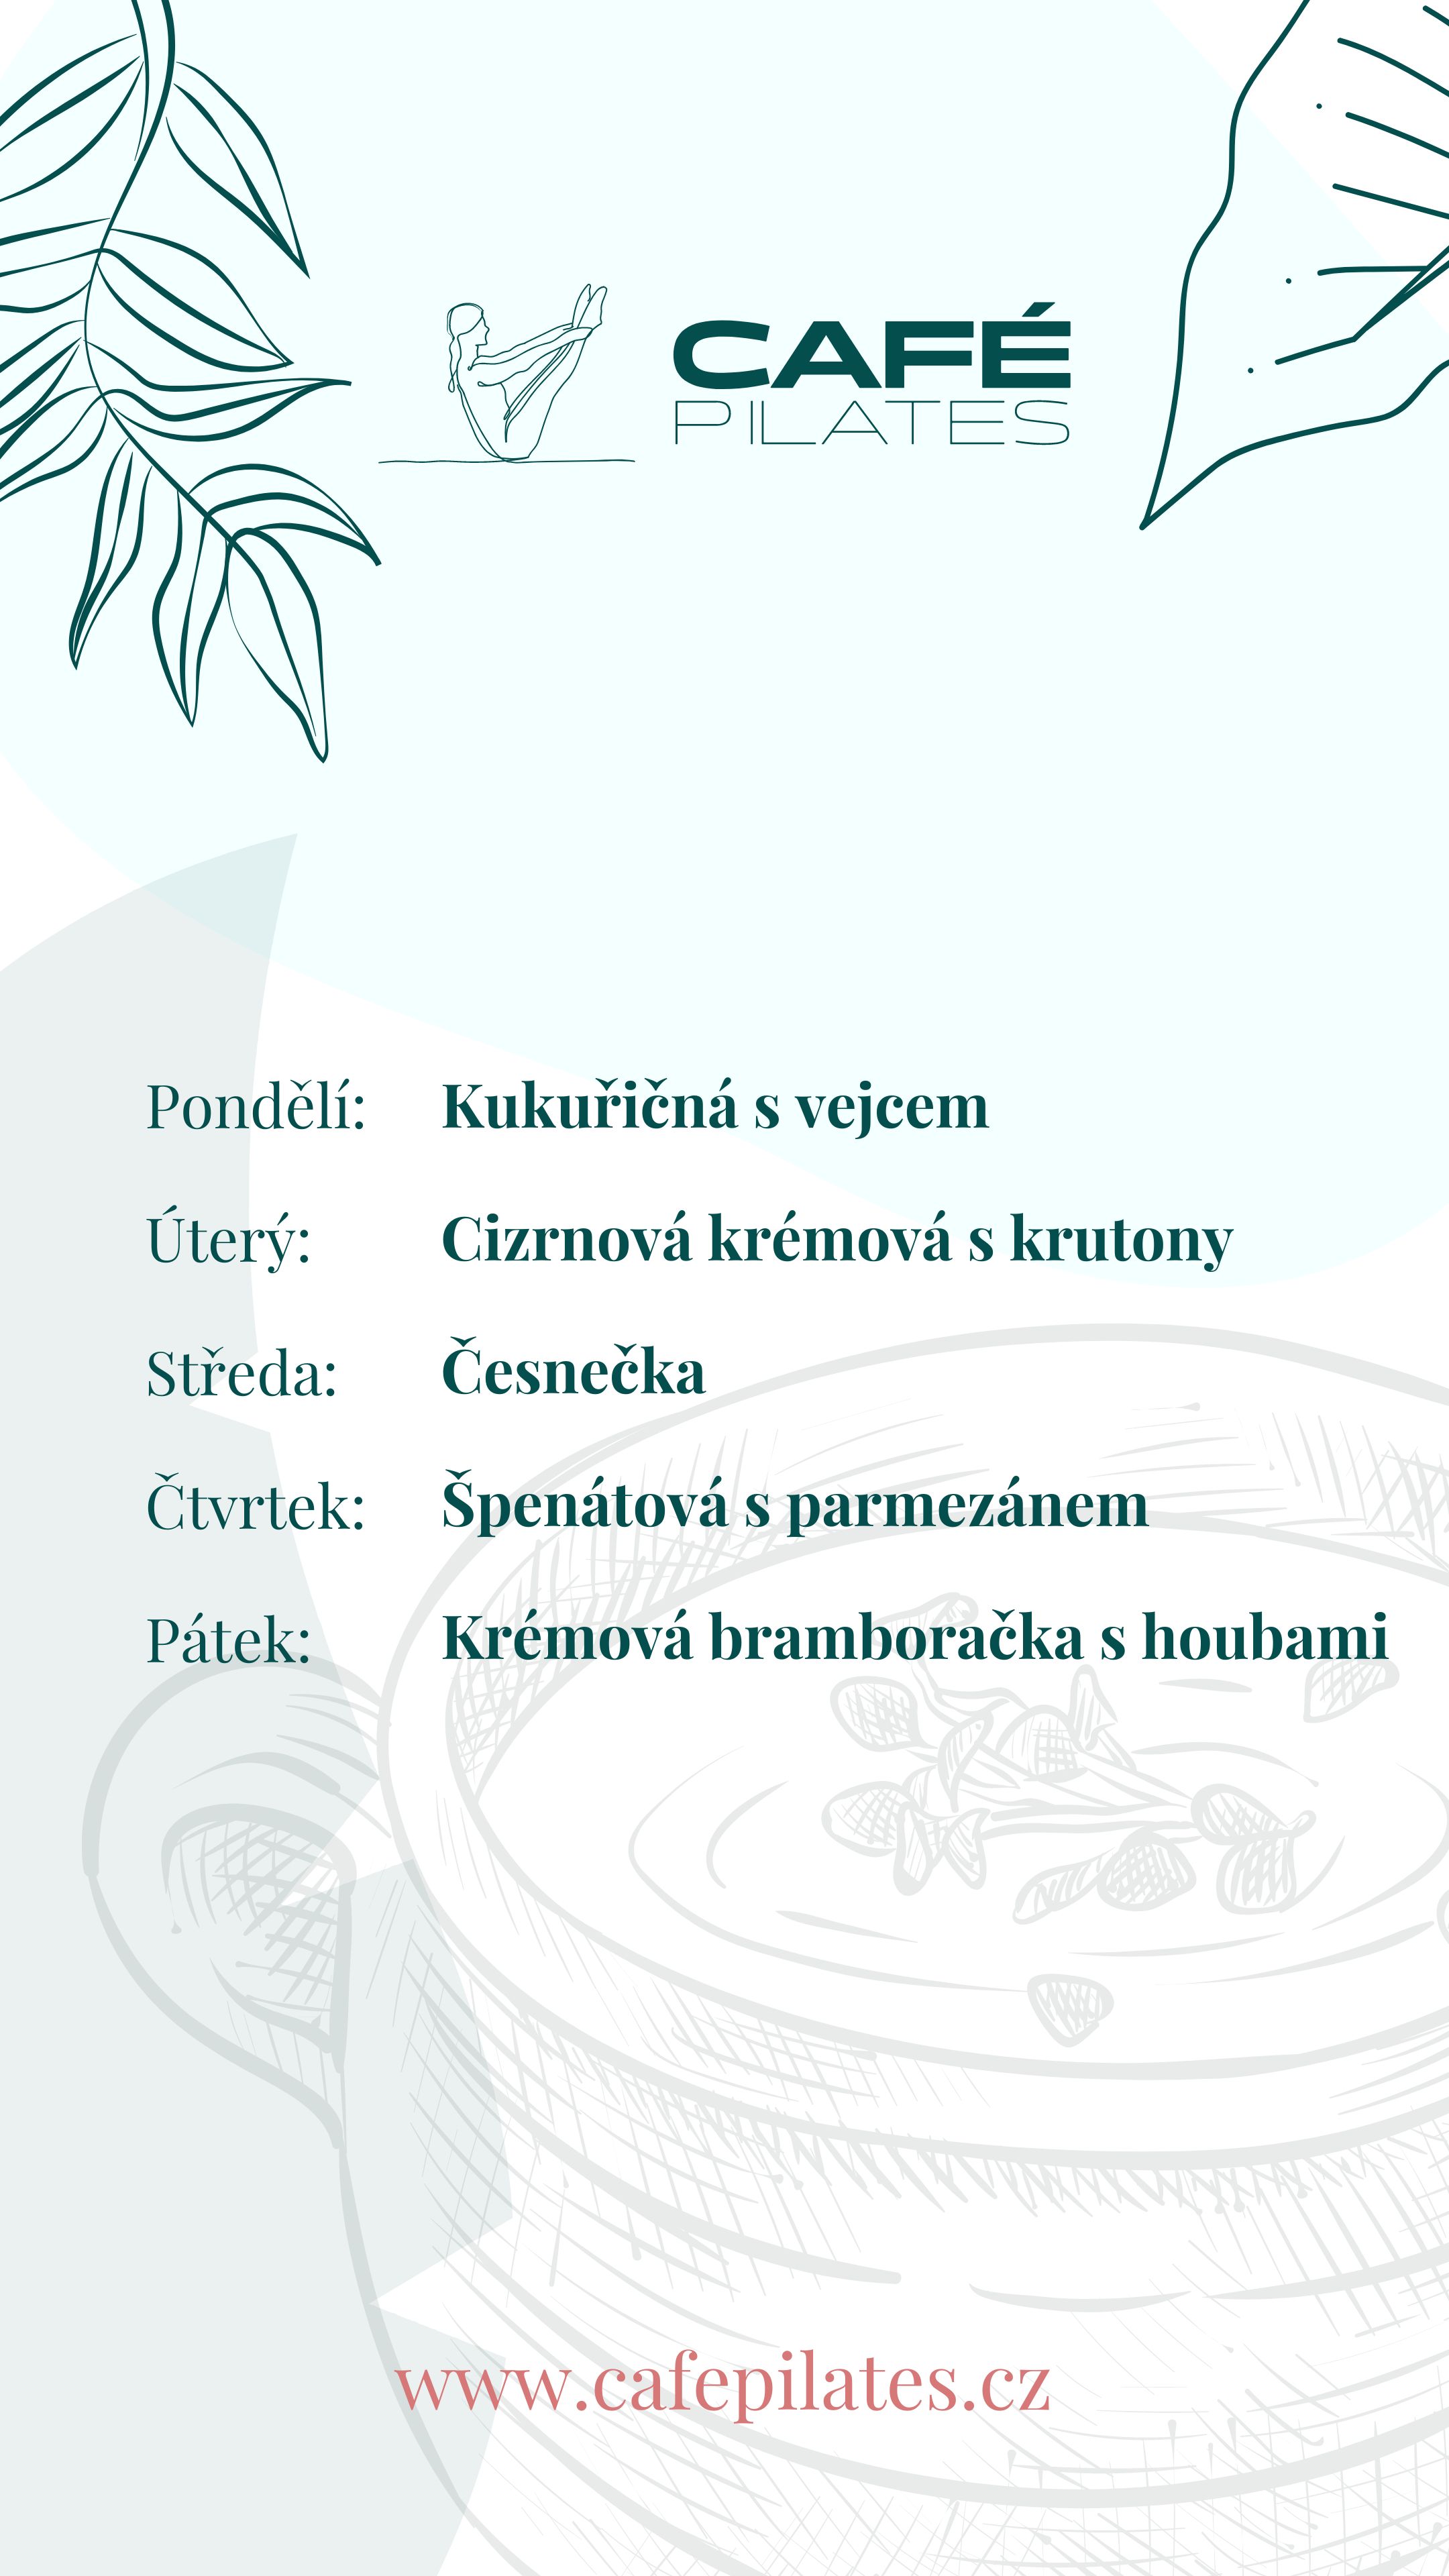 CAFÉ
PILATES
Pondělí: Kukuřičná s vejcem
Úterý: Cizrnová krémová s krutony
Středa: Česnečka
Čtvrtek: Špenátová s parmezánem
Pátek: Krémová bramboračka s houbami
www.cafepilates.cz